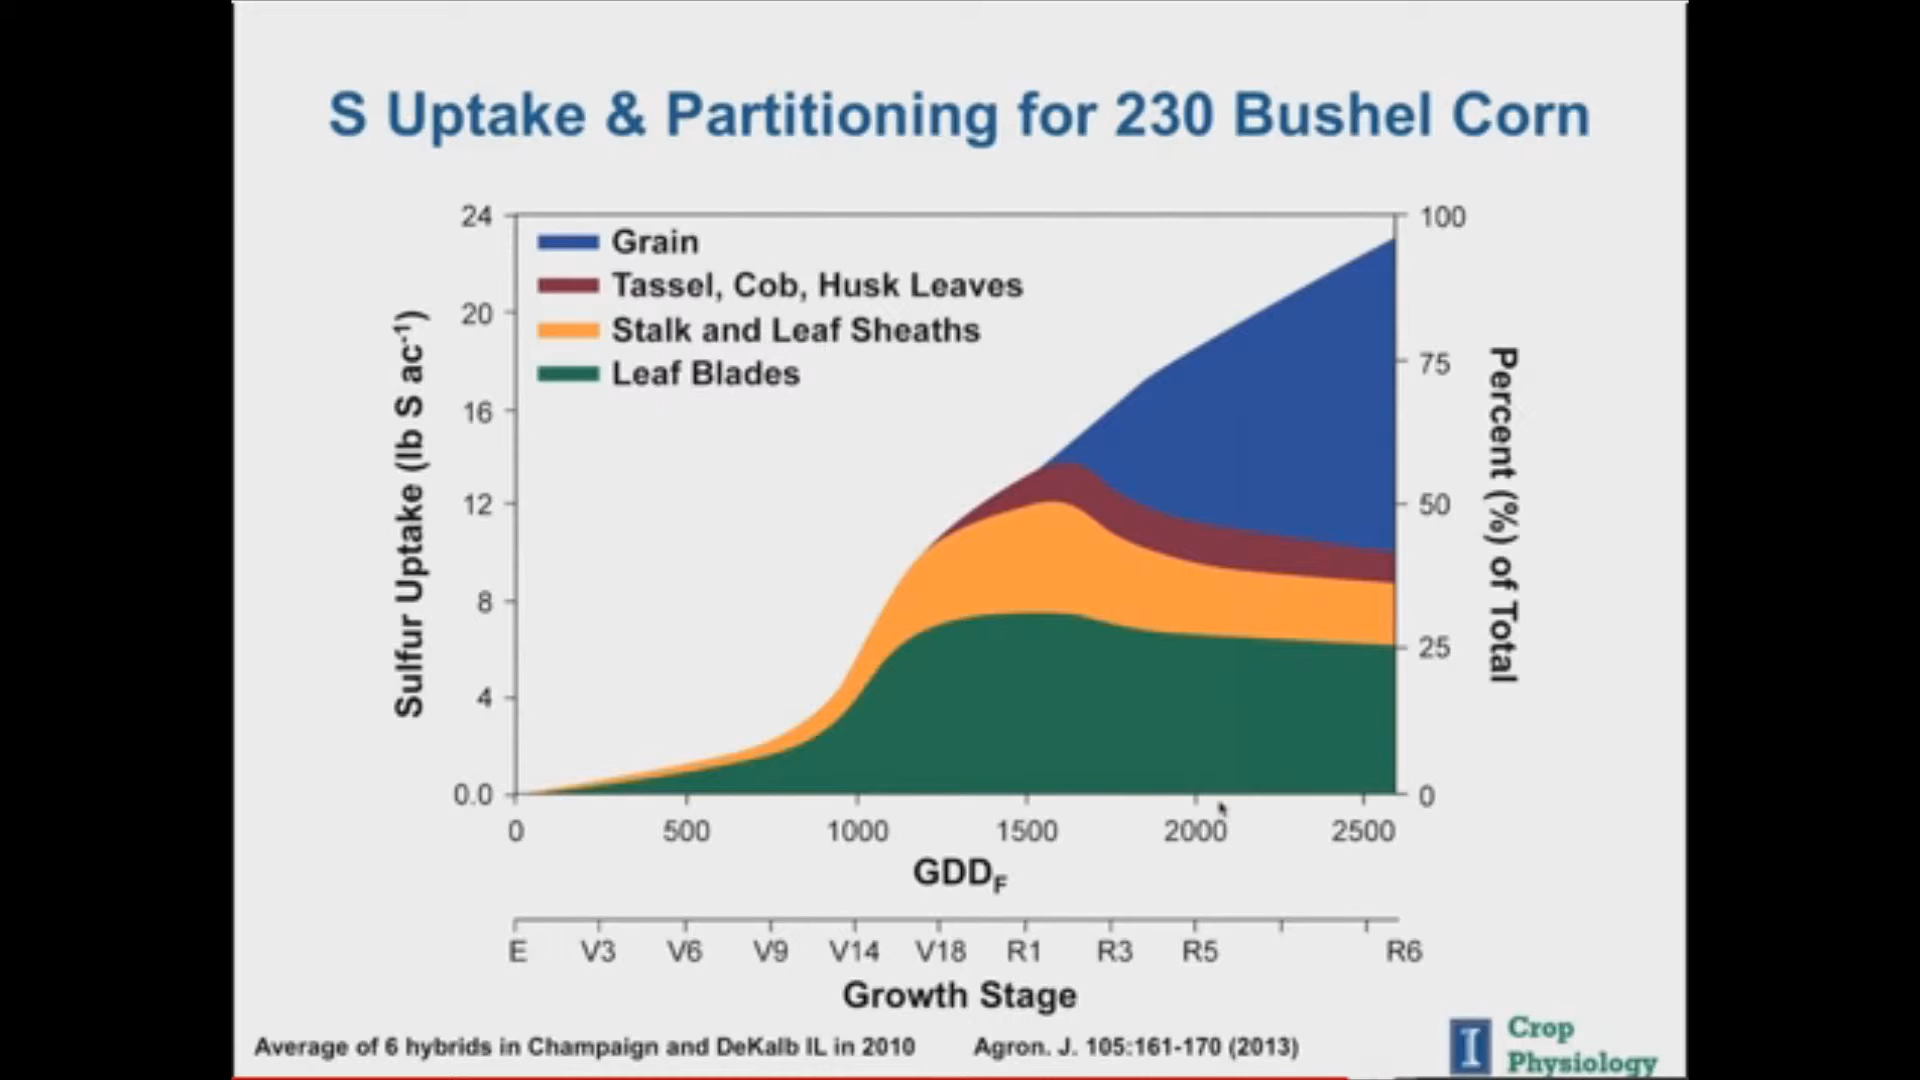 S Uptake & Partitioning for 230 Bushel Corn
Grain
Tassel, Cob, Husk Leaves
Stalk and Leaf Sheaths
Leaf Blades
Sulfur Uptake (lb S ac⁻¹)
24
20
16
12
8
4
0.0
100
75
50
25
0
Percent (%) of Total
0 500 1000 1500 2000 2500
GDD_F
E V3 V6 V9 V14 V18 R1 R3 R5 R6
Growth Stage
Average of 6 hybrids in Champaign and DeKalb IL in 2010 Agron. J. 105:161-170 (2013)
I
Crop
Physiology